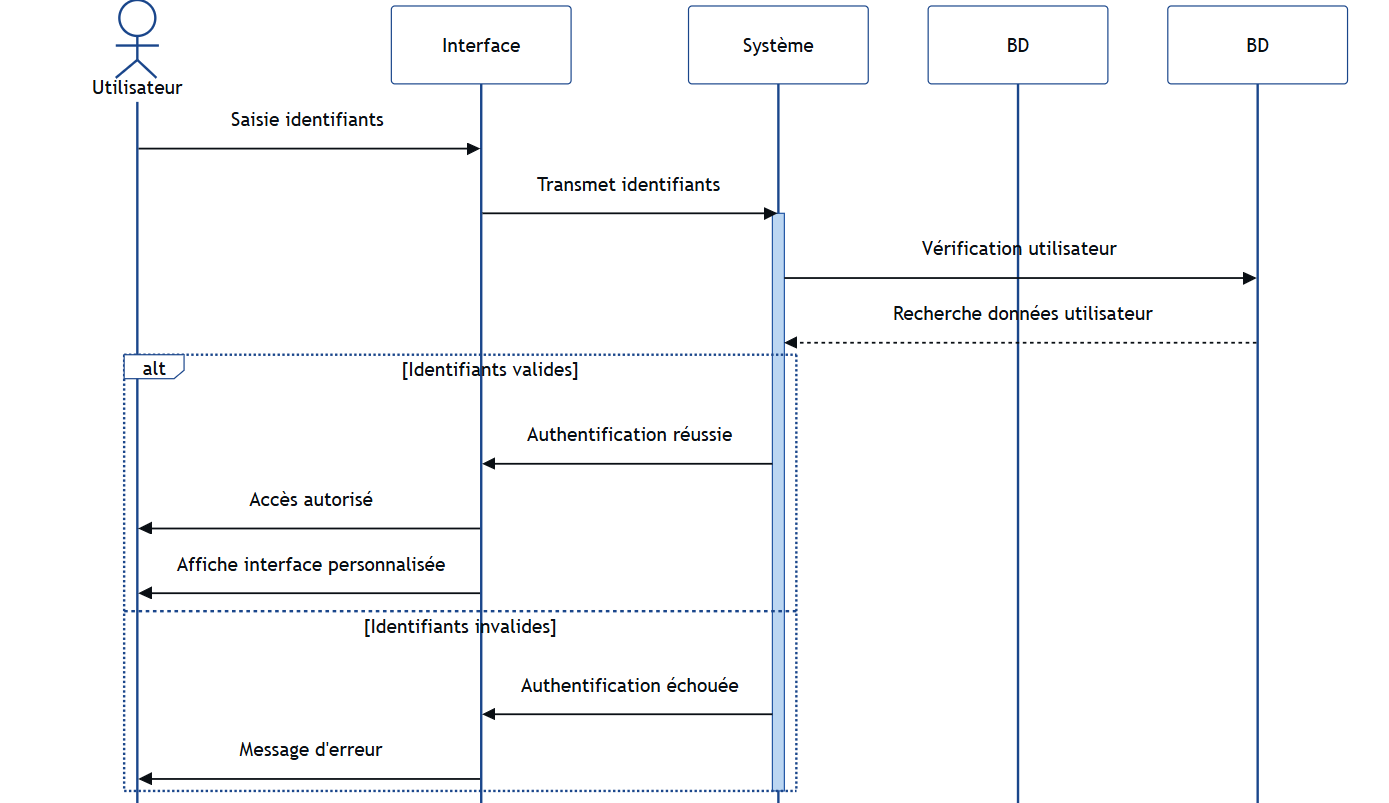 Utilisateur
Interface
Système
BD
BD
Saisie identifiants
Transmet identifiants
Vérification utilisateur
Recherche données utilisateur
alt
[Identifiants valides]
Authentification réussie
Accès autorisé
Affiche interface personnalisée
[Identifiants invalides]
Authentification échouée
Message d'erreur